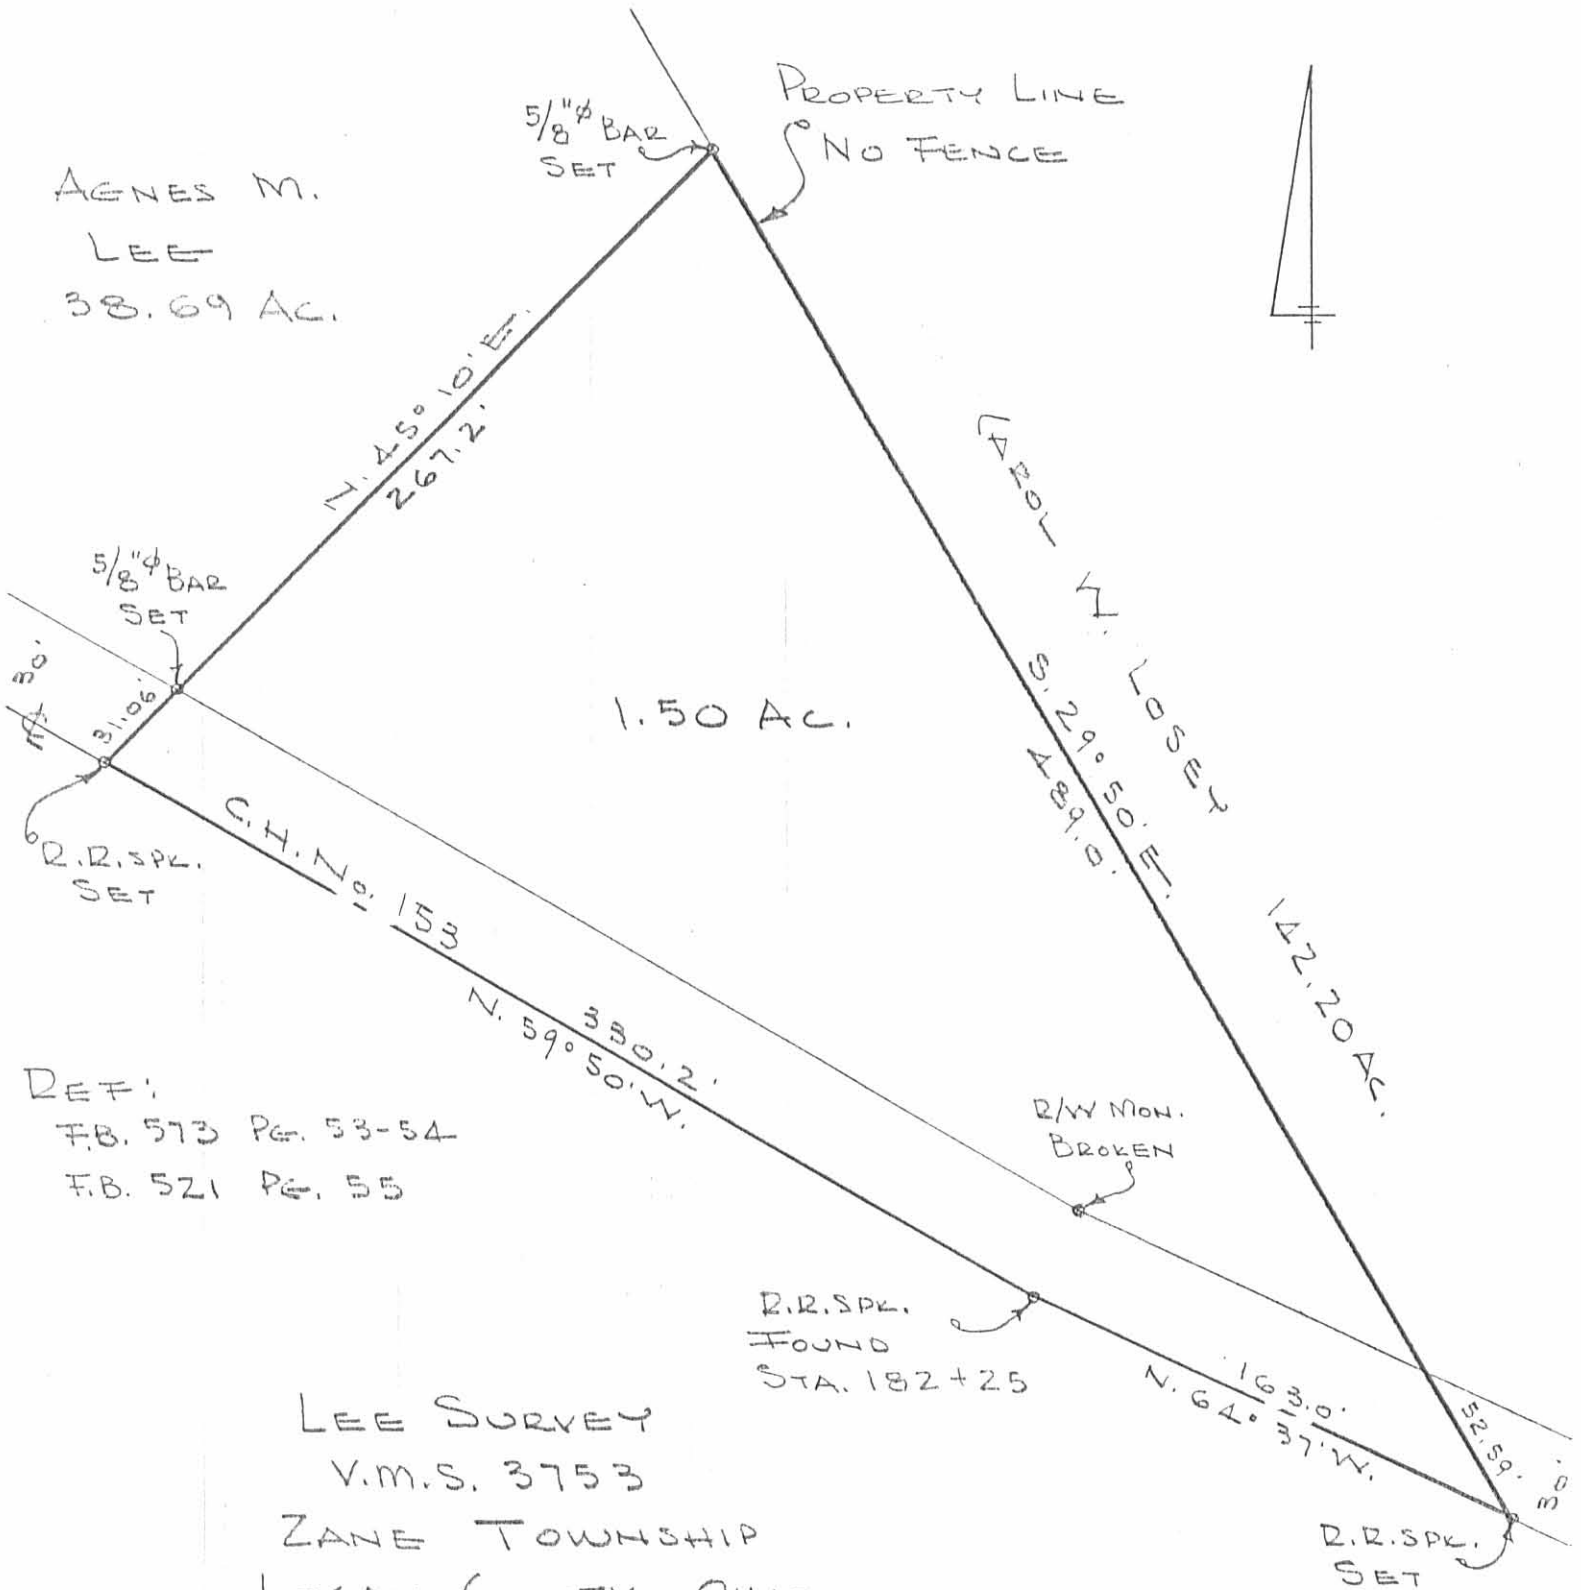 PROPERTY LINE
NO FENCE
5/8"φ BAR
SET
AGNES M.
LEE
38.69 AC.
N. 45° 10' E.
267.2'
5/8"φ BAR
SET
30'
31.06'
R.R. SPK.
SET
1.50 AC.
CAROL L. LOSEY
142.20 AC.
S. 29° 50' E.
489.0'
C.H. No. 153
330.2'
N. 59° 50' W.
REF:
F.B. 573 PG. 53-54
F.B. 521 PG. 55
R/W MON.
BROKEN
R.R. SPK.
FOUND
STA. 182+25
163.0'
N. 64° 37' W.
52.59'
30'
R.R. SPK.
SET
LEE SURVEY
V.M.S. 3753
ZANE TOWNSHIP